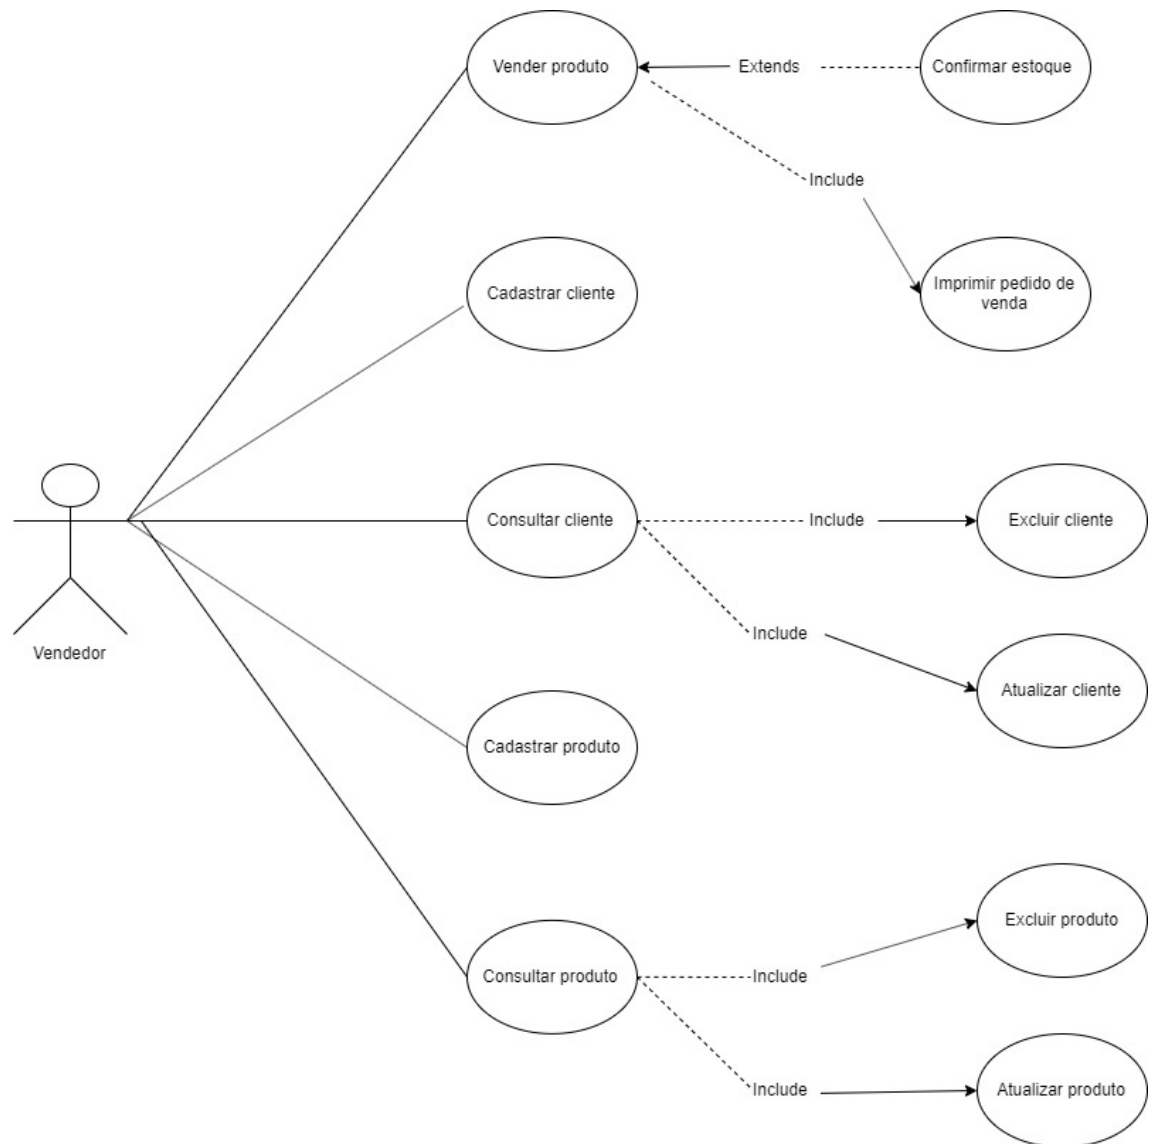 Vender produto
Extends
Confirmar estoque
Include
Cadastrar cliente
Imprimir pedido de
venda
Consultar cliente
Include
Excluir cliente
Include
Vendedor
Atualizar cliente
Cadastrar produto
Excluir produto
Consultar produto
Include
Include
Atualizar produto